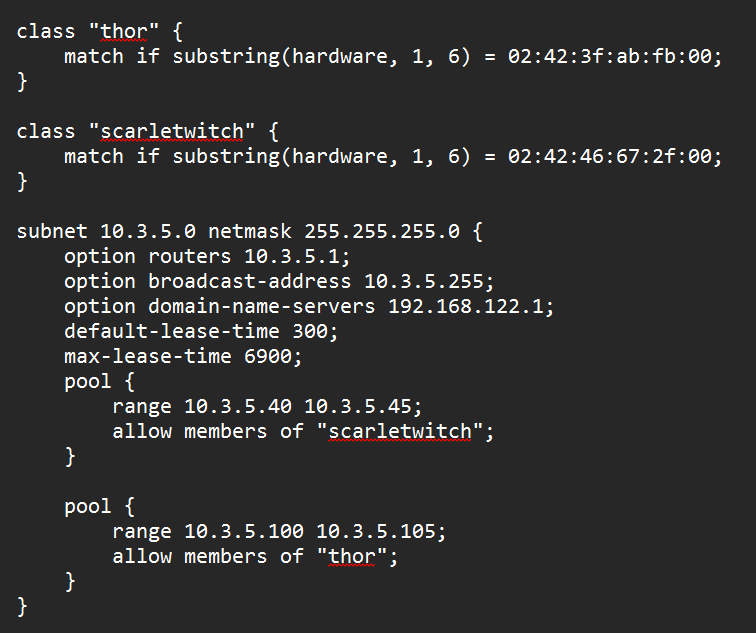 class "thor" {
match if substring(hardware, 1, 6) = 02:42:3f:ab:fb:00;
}
class "scarletwitch" {
match if substring(hardware, 1, 6) = 02:42:46:67:2f:00;
}
subnet 10.3.5.0 netmask 255.255.255.0 {
option routers 10.3.5.1;
option broadcast-address 10.3.5.255;
option domain-name-servers 192.168.122.1;
default-lease-time 300;
max-lease-time 6900;
pool {
range 10.3.5.40 10.3.5.45;
allow members of "scarletwitch";
}
pool {
range 10.3.5.100 10.3.5.105;
allow members of "thor";
}
}